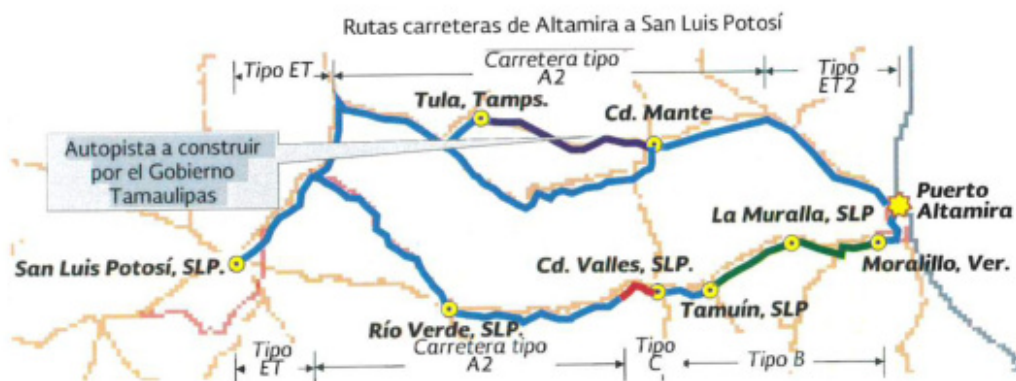 Rutas carreteras de Altamira a San Luis Potosí
Tipo ET
Carretera tipo
A2
Tipo
ET2
Tula, Tamps.
Cd. Mante
Autopista a construir
por el Gobierno
Tamaulipas
Puerto
Altamira
La Muralla, SLP
San Luis Potosí, SLP.
Cd. Valles, SLP.
Moralillo, Ver.
Tamuín, SLP
Río Verde, SLP.
Tipo
ET
Carretera tipo
A2
Tipo
C
Tipo B